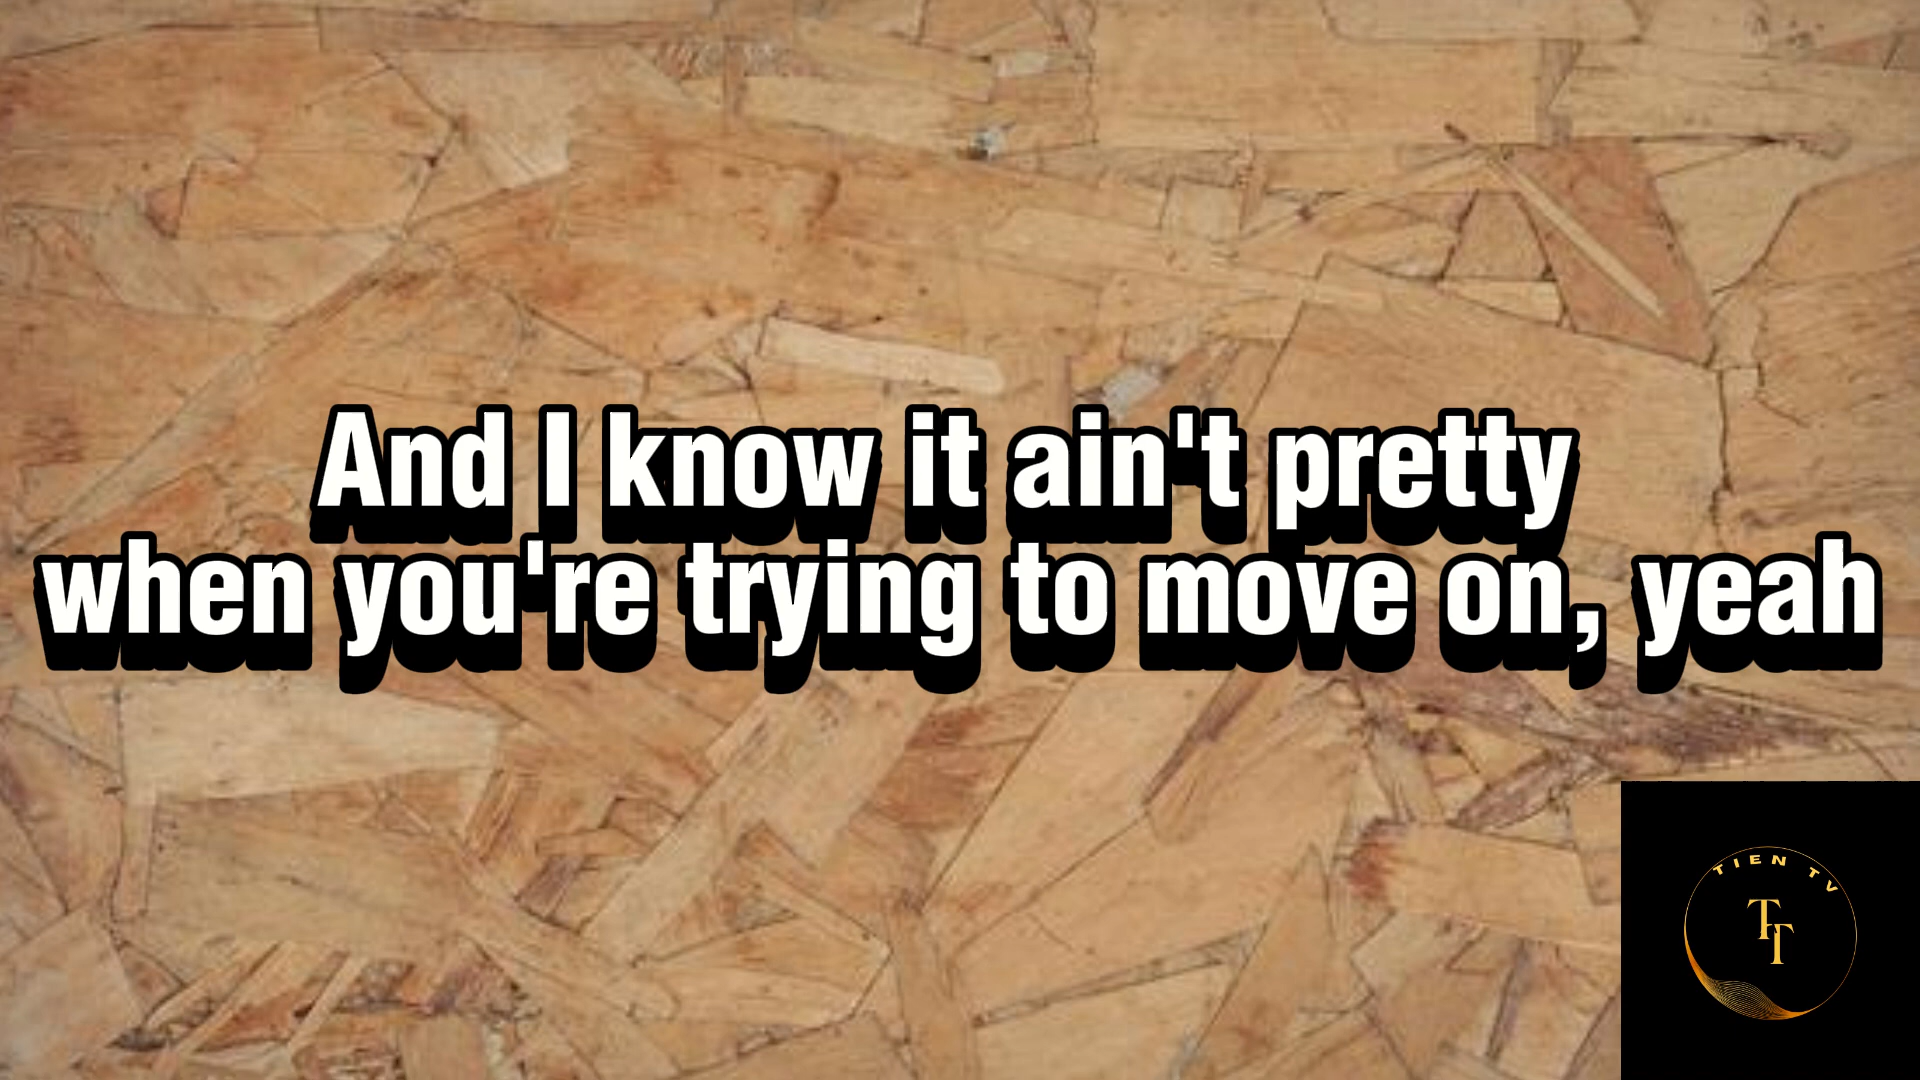 And I know it ain't pretty
when you're trying to move on, yeah
TIEN TV
TT